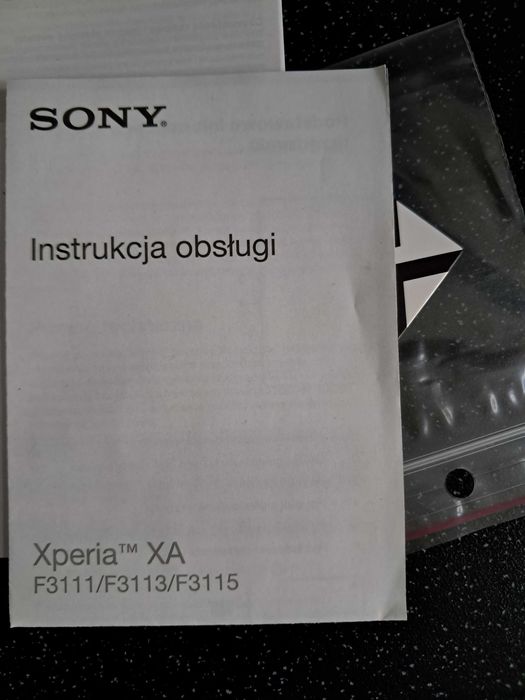 SONY®
Instrukcja obsługi
Xperia™ XA
F3111/F3113/F3115